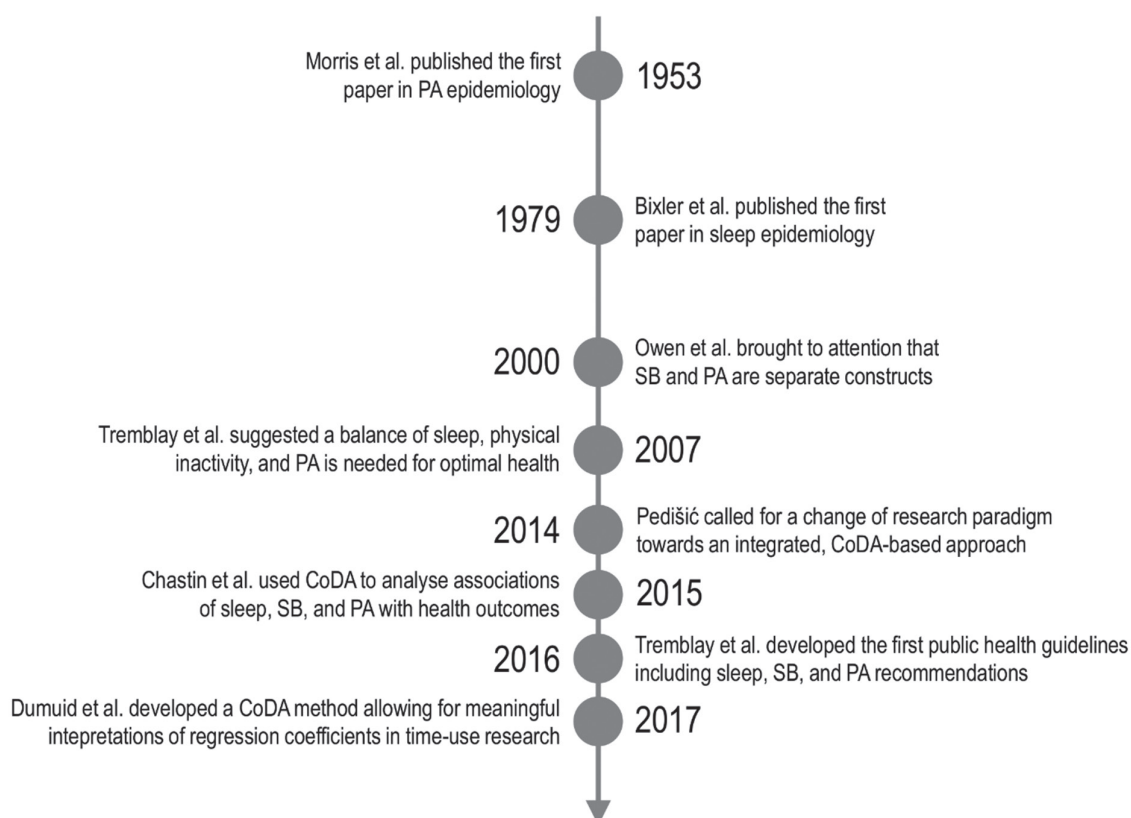 Morris et al. published the first
paper in PA epidemiology
1953
1979
Bixler et al. published the first
paper in sleep epidemiology
2000
Owen et al. brought to attention that
SB and PA are separate constructs
Tremblay et al. suggested a balance of sleep, physical
inactivity, and PA is needed for optimal health
2007
2014
Pedišić called for a change of research paradigm
towards an integrated, CoDA-based approach
Chastin et al. used CoDA to analyse associations
of sleep, SB, and PA with health outcomes
2015
2016
Tremblay et al. developed the first public health guidelines
including sleep, SB, and PA recommendations
Dumuid et al. developed a CoDA method allowing for meaningful
intepretations of regression coefficients in time-use research
2017